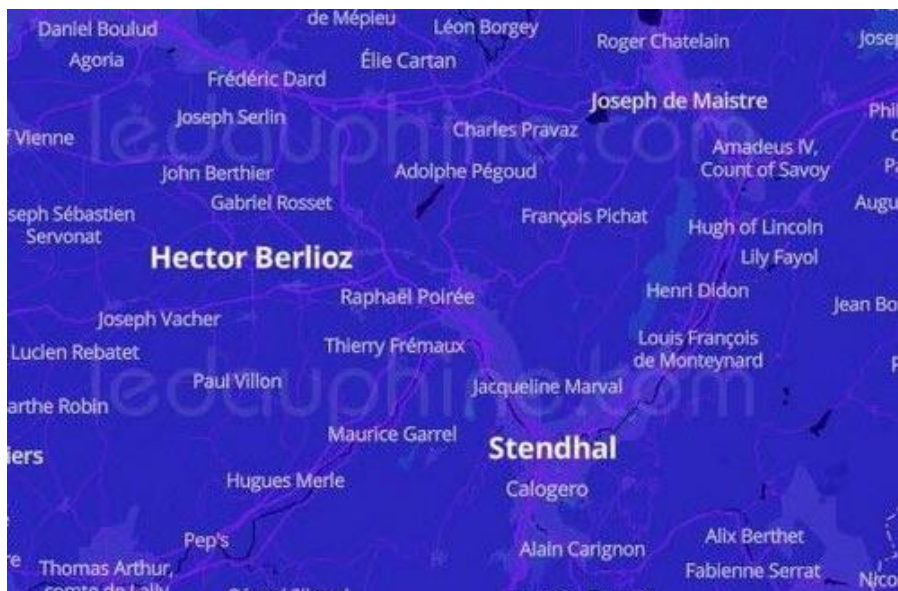 de Mépieu
Léon Borgey
Daniel Boulud
Roger Chatelain
Agoria
Élie Cartan
Frédéric Dard
Joseph de Maistre
Joseph Serlin
ledauphine.com
Charles Pravaz
Vienne
Amadeus IV,
Count of Savoy
John Berthier
Adolphe Pégoud
Gabriel Rosset
seph Sébastien
Servonat
François Pichat
Hugh of Lincoln
Hector Berlioz
Lily Fayol
Raphaël Poirée
Henri Didon
Jean Bo
Joseph Vacher
Louis François
de Monteynard
Lucien Rebatet
Thierry Frémaux
Paul Villon
Jacqueline Marval
ledauphine.com
arthe Robin
Maurice Garrel
Stendhal
iers
Hugues Merle
Calogero
Pep's
Alix Berthet
Alain Carignon
Thomas Arthur,
comte de Lally
Fabienne Serrat
Nico